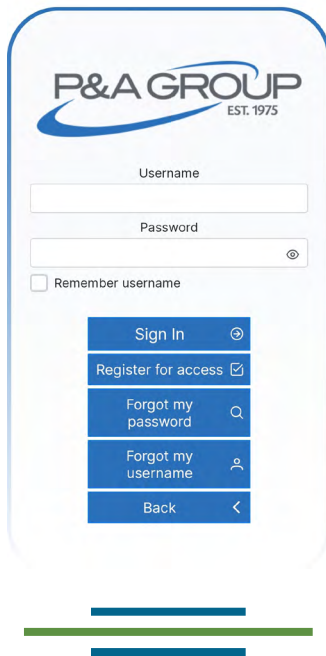 P&A GROUP
EST. 1975
Username
Password
Remember username
Sign In
Register for access
Forgot my
password
Forgot my
username
Back